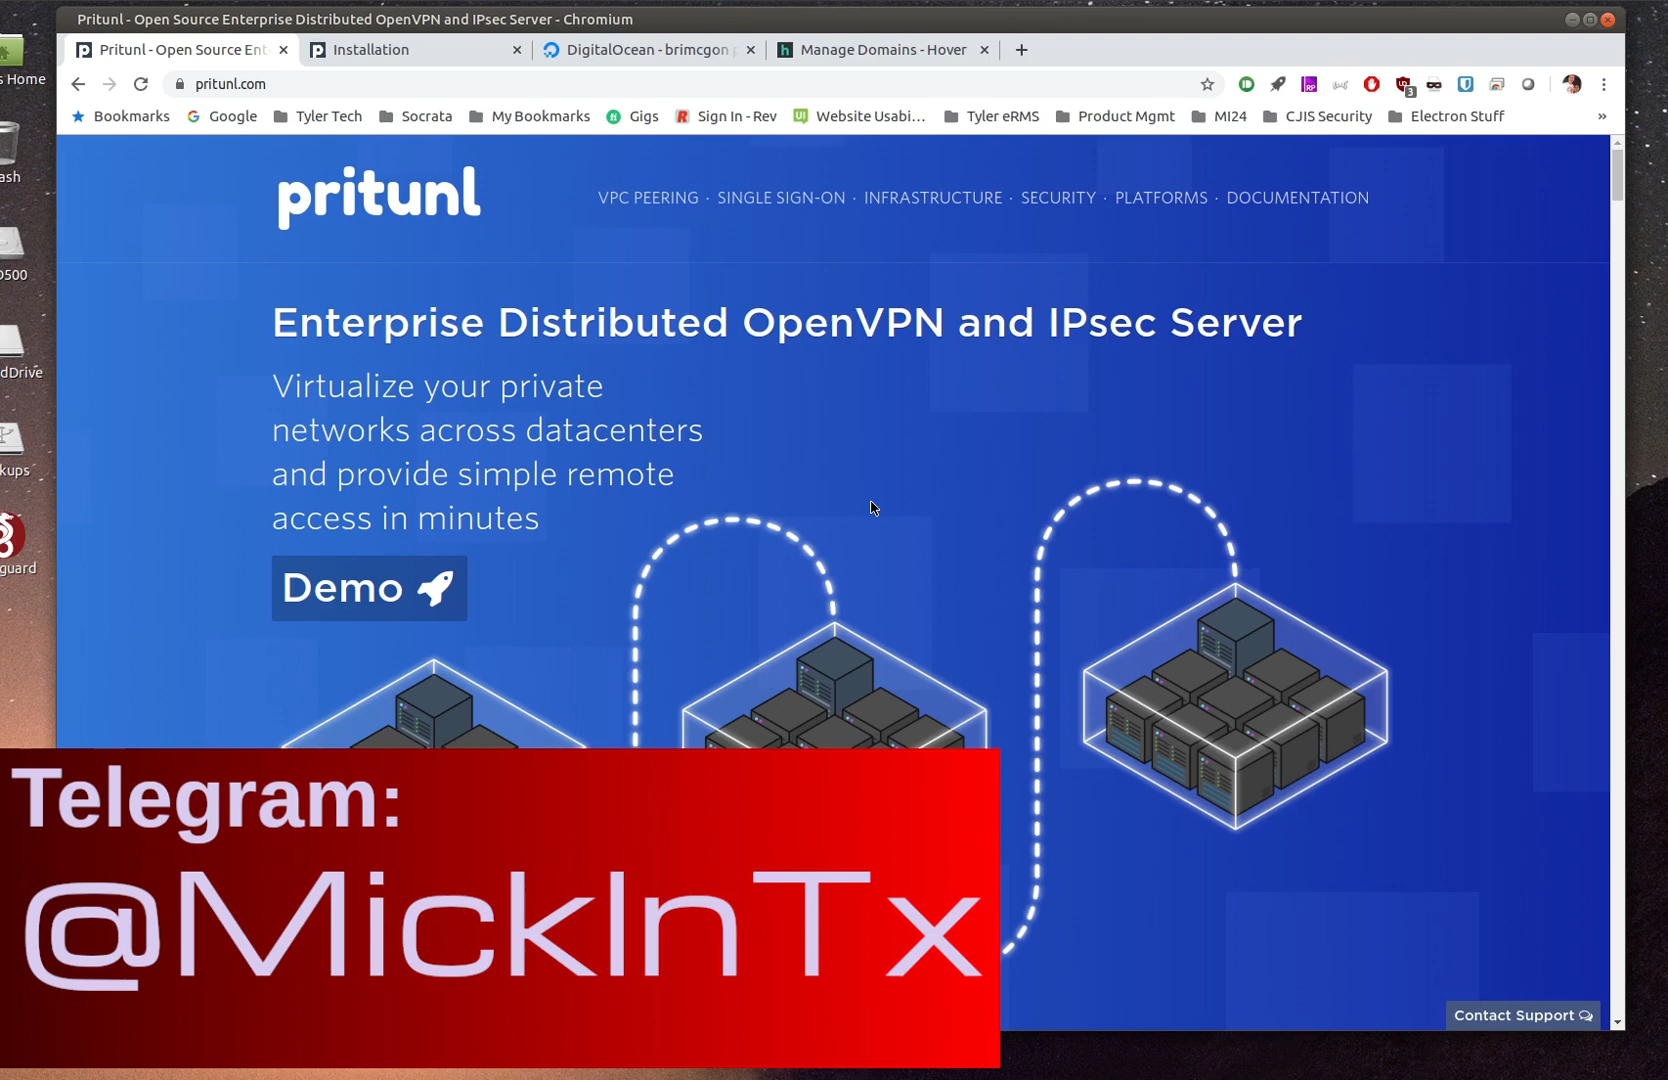 Pritunl - Open Source Enterprise Distributed OpenVPN and IPsec Server - Chromium
Pritunl - Open Source Ent
Installation
DigitalOcean - brimcgon
Manage Domains - Hover
pritunl.com
3
Bookmarks
Google
Tyler Tech
Socrata
My Bookmarks
Gigs
Sign In - Rev
Website Usabi...
Tyler eRMS
Product Mgmt
MI24
CJIS Security
Electron Stuff
s Home
ash
0500
dDrive
kups
guard
pritunl
VPC PEERING · SINGLE SIGN-ON · INFRASTRUCTURE · SECURITY · PLATFORMS · DOCUMENTATION
Enterprise Distributed OpenVPN and IPsec Server
Virtualize your private
networks across datacenters
and provide simple remote
access in minutes
Demo
Telegram:
@MickInTx
Contact Support